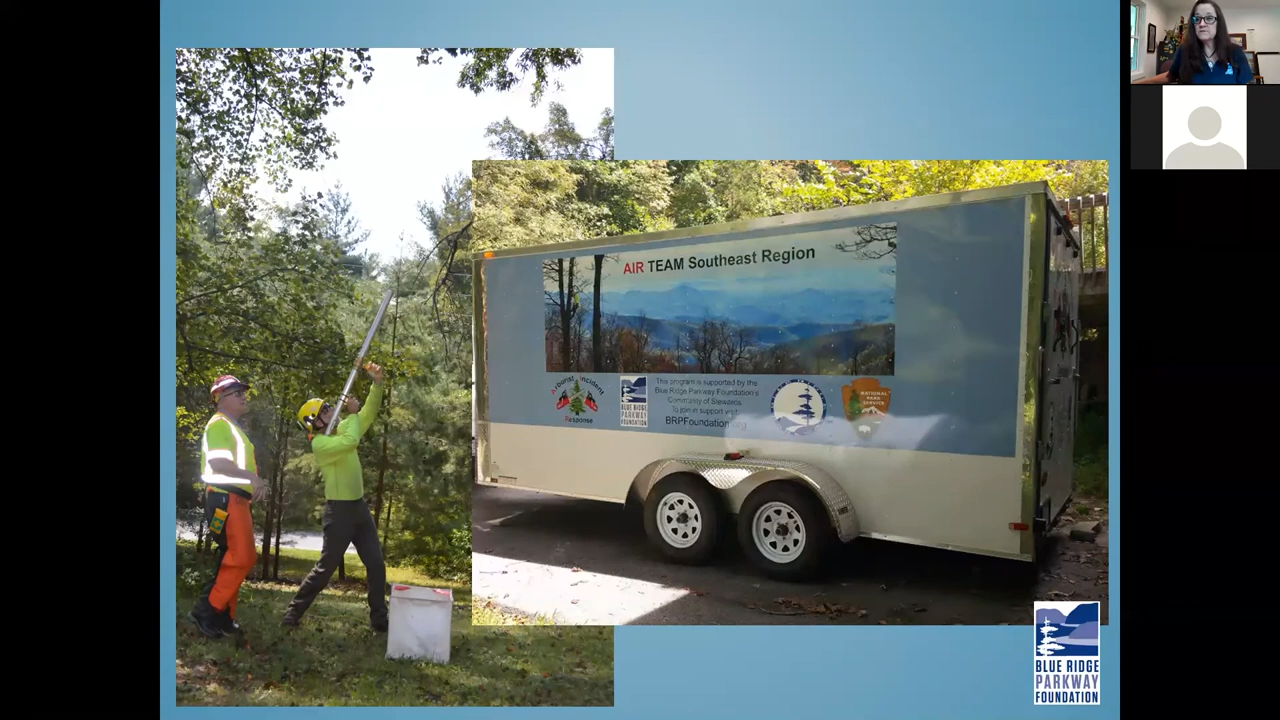 AIR TEAM Southeast Region
Arborist Incident
Response
BLUE RIDGE
PARKWAY
FOUNDATION
This program is supported by the
Blue Ridge Parkway Foundation's
Community of Stewards.
To join in support visit
BRPFoundation.org
NATIONAL
PARK
SERVICE
BLUE RIDGE
PARKWAY
FOUNDATION